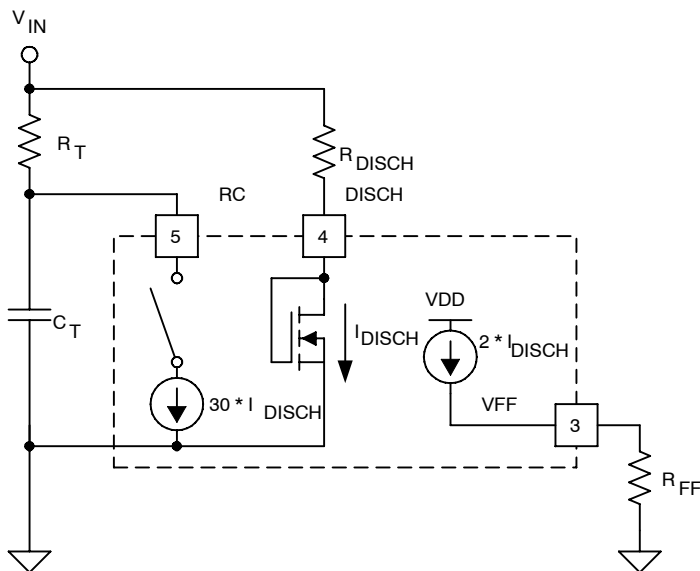 V IN
R T
R DISCH
RC
DISCH
5
4
VDD
I DISCH
2 * I DISCH
C T
30 * I DISCH
VFF
3
R FF